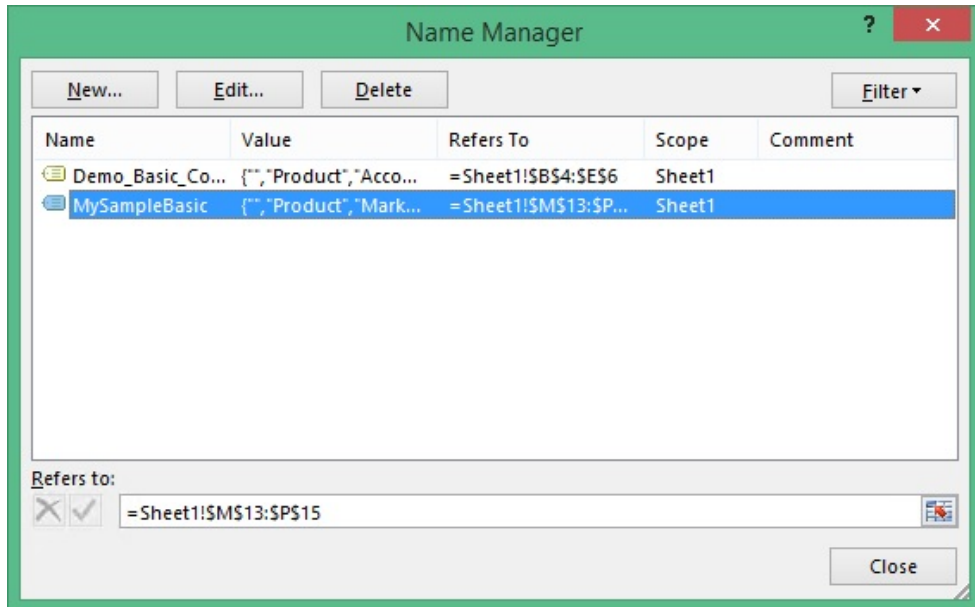 Name Manager
?
New... Edit... Delete Filter
Name Value Refers To Scope Comment
Demo_Basic_Co... {"","Product","Acco... =Sheet1!$B$4:$E$6 Sheet1
MySampleBasic {"","Product","Mark... =Sheet1!$M$13:$P... Sheet1
Refers to:
=Sheet1!$M$13:$P$15
Close